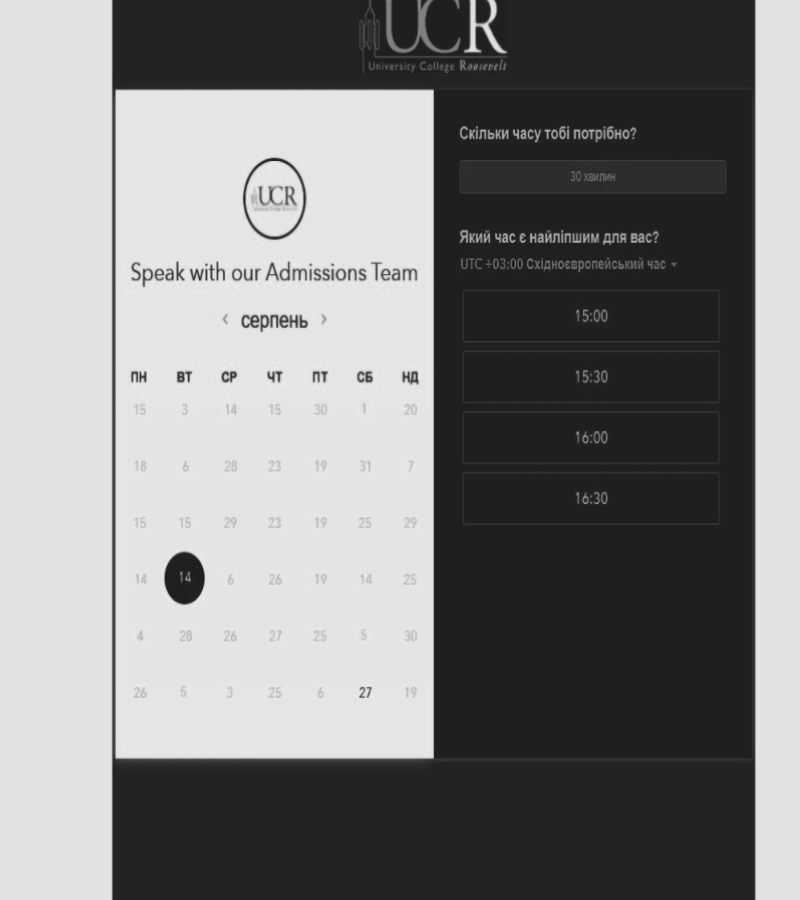 UCR
University College Roosevelt
UCR
Speak with our Admissions Team
‹ серпень ›
ПН ВТ СР ЧТ ПТ СБ НД
15 3 14 15 30 1 20
18 6 28 23 19 31 7
15 15 29 23 19 25 29
14 14 6 26 19 14 25
4 28 26 27 25 5 30
26 5 3 25 6 27 19
Скільки часу тобі потрібно?
30 хвилин
Який час є найліпшим для вас?
UTC +03:00 Східноєвропейський час
15:00
15:30
16:00
16:30